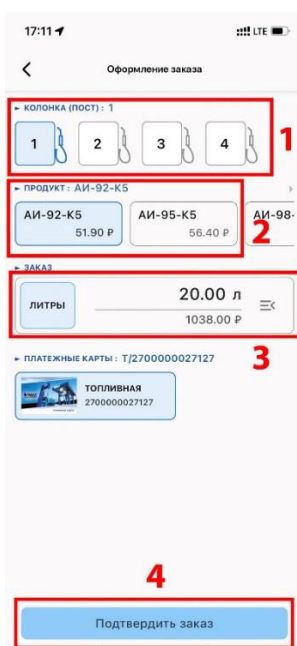 17:11 LTE
Оформление заказа
КОЛОНКА (ПОСТ) : 1
1 2 3 4 1
ПРОДУКТ : АИ-92-К5
АИ-92-К5 АИ-95-К5 АИ-98-
51.90 ₽ 56.40 ₽ 2
ЗАКАЗ
ЛИТРЫ 20.00 л
1038.00 ₽
3
ПЛАТЕЖНЫЕ КАРТЫ : Т/2700000027127
ТОПЛИВНАЯ
2700000027127
4
Подтвердить заказ